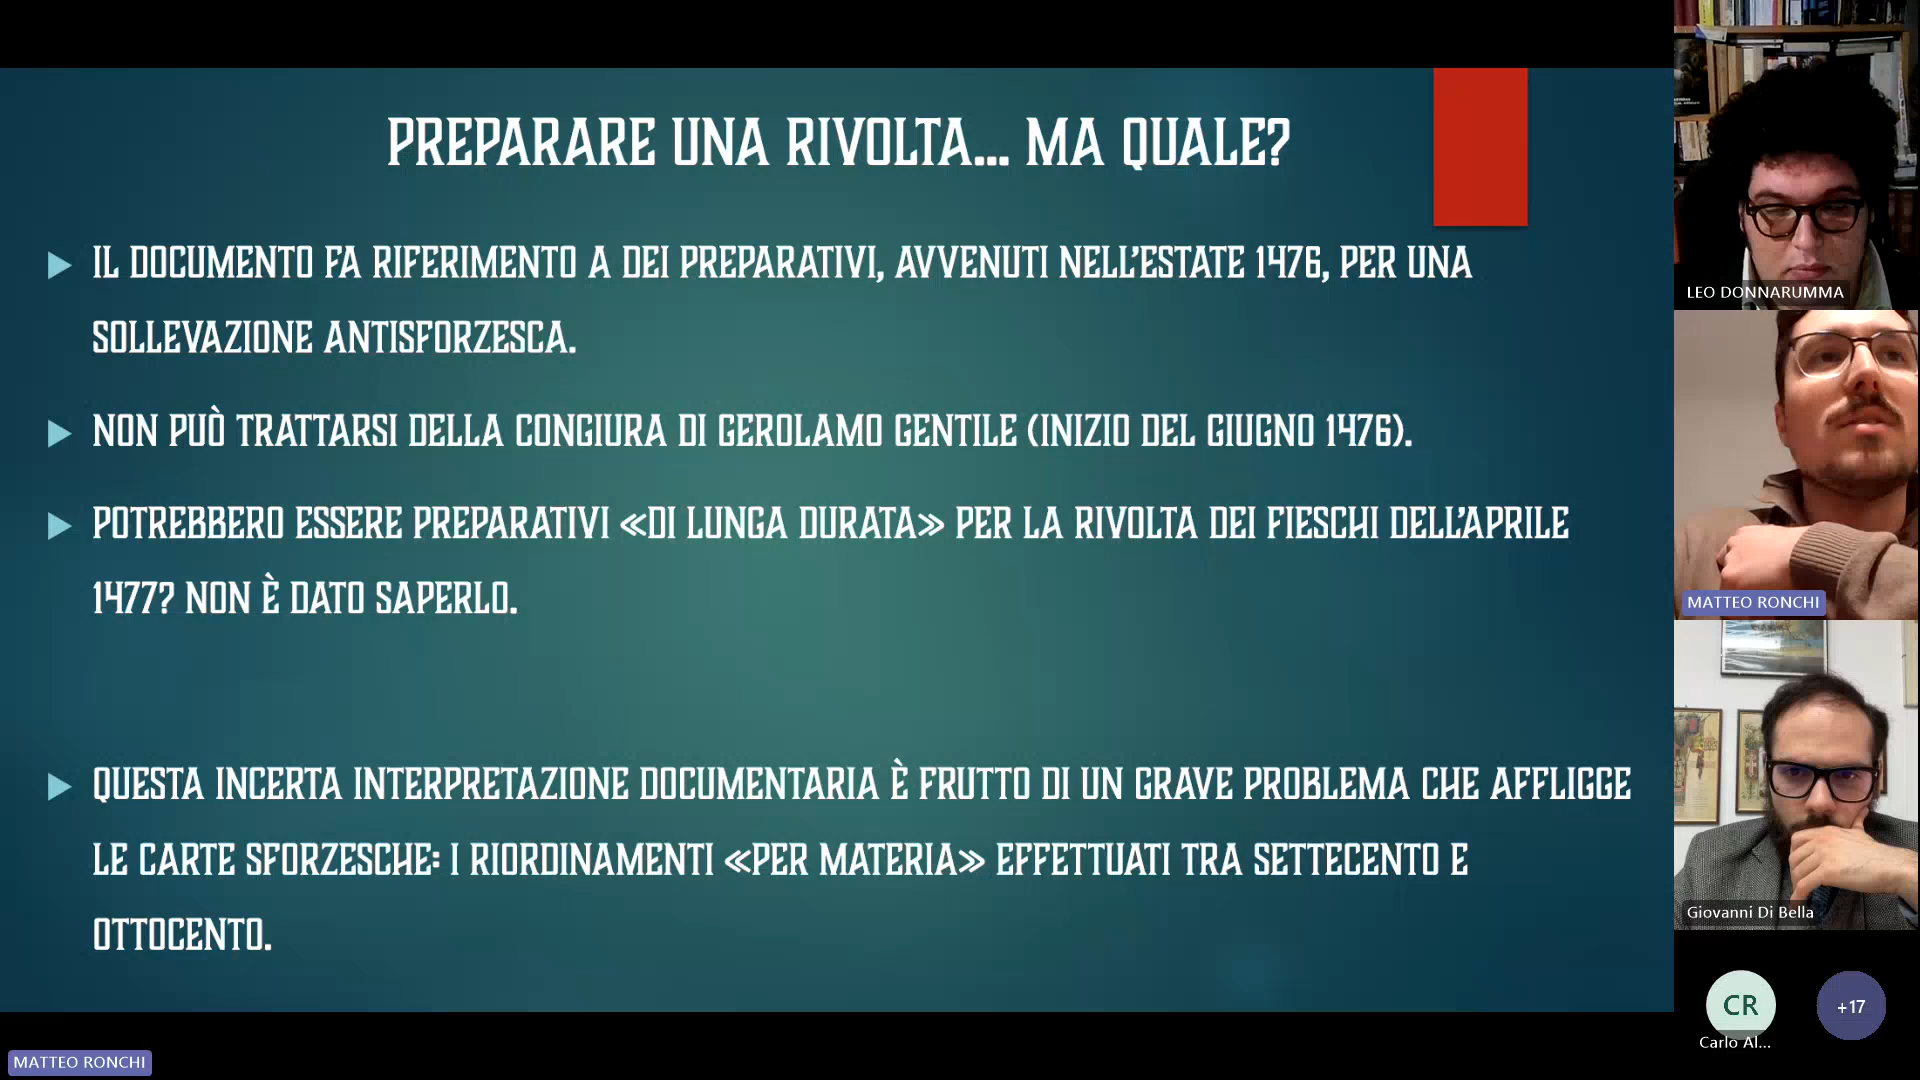 PREPARARE UNA RIVOLTA... MA QUALE?
IL DOCUMENTO FA RIFERIMENTO A DEI PREPARATIVI, AVVENUTI NELL'ESTATE 1476, PER UNA
SOLLEVAZIONE ANTISFORZESCA.
NON PUÒ TRATTARSI DELLA CONGIURA DI GEROLAMO GENTILE (INIZIO DEL GIUGNO 1476).
POTREBBERO ESSERE PREPARATIVI «DI LUNGA DURATA» PER LA RIVOLTA DEI FIESCHI DELL'APRILE
1477? NON È DATO SAPERLO.
QUESTA INCERTA INTERPRETAZIONE DOCUMENTARIA È FRUTTO DI UN GRAVE PROBLEMA CHE AFFLIGGE
LE CARTE SFORZESCHE: I RIORDINAMENTI «PER MATERIA» EFFETTUATI TRA SETTECENTO E
OTTOCENTO.
LEO DONNARUMMA
MATTEO RONCHI
Giovanni Di Bella
CR
Carlo Al...
+17
MATTEO RONCHI